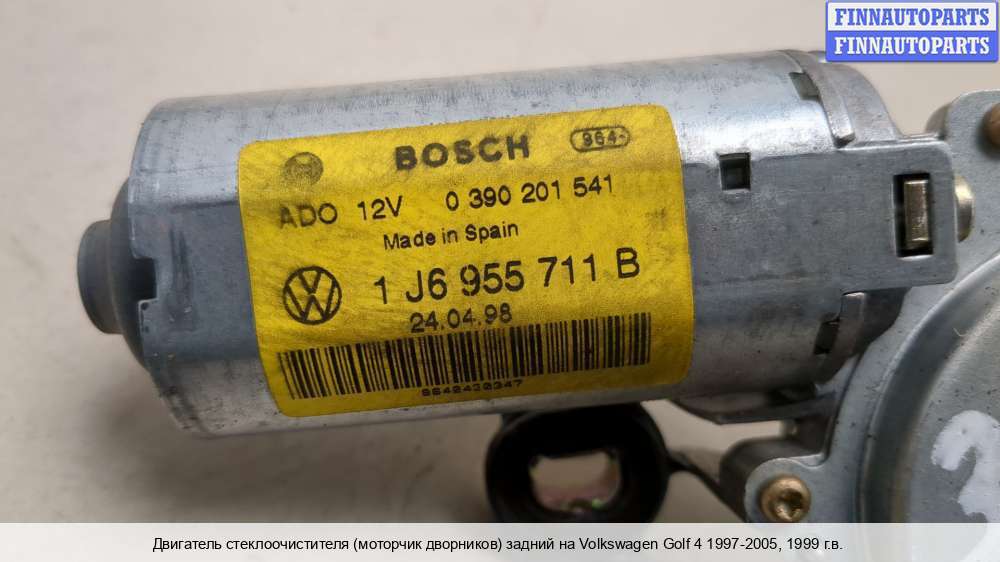 FINNAUTOPARTS
FINNAUTOPARTS
BOSCH 964
ADO 12V 0 390 201 541
Made in Spain
1 J6 955 711 B
24.04.98
9642430347
Двигатель стеклоочистителя (моторчик дворников) задний на Volkswagen Golf 4 1997-2005, 1999 г.в.